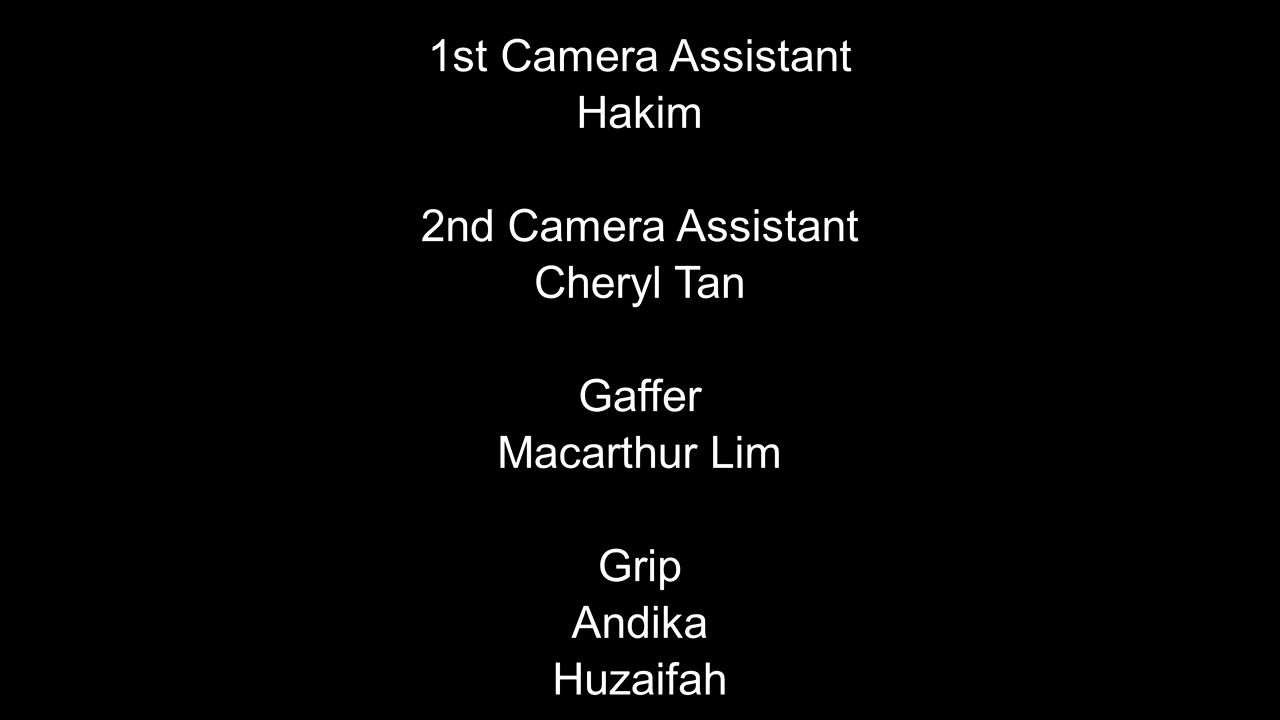 1st Camera Assistant
Hakim
2nd Camera Assistant
Cheryl Tan
Gaffer
Macarthur Lim
Grip
Andika
Huzaifah